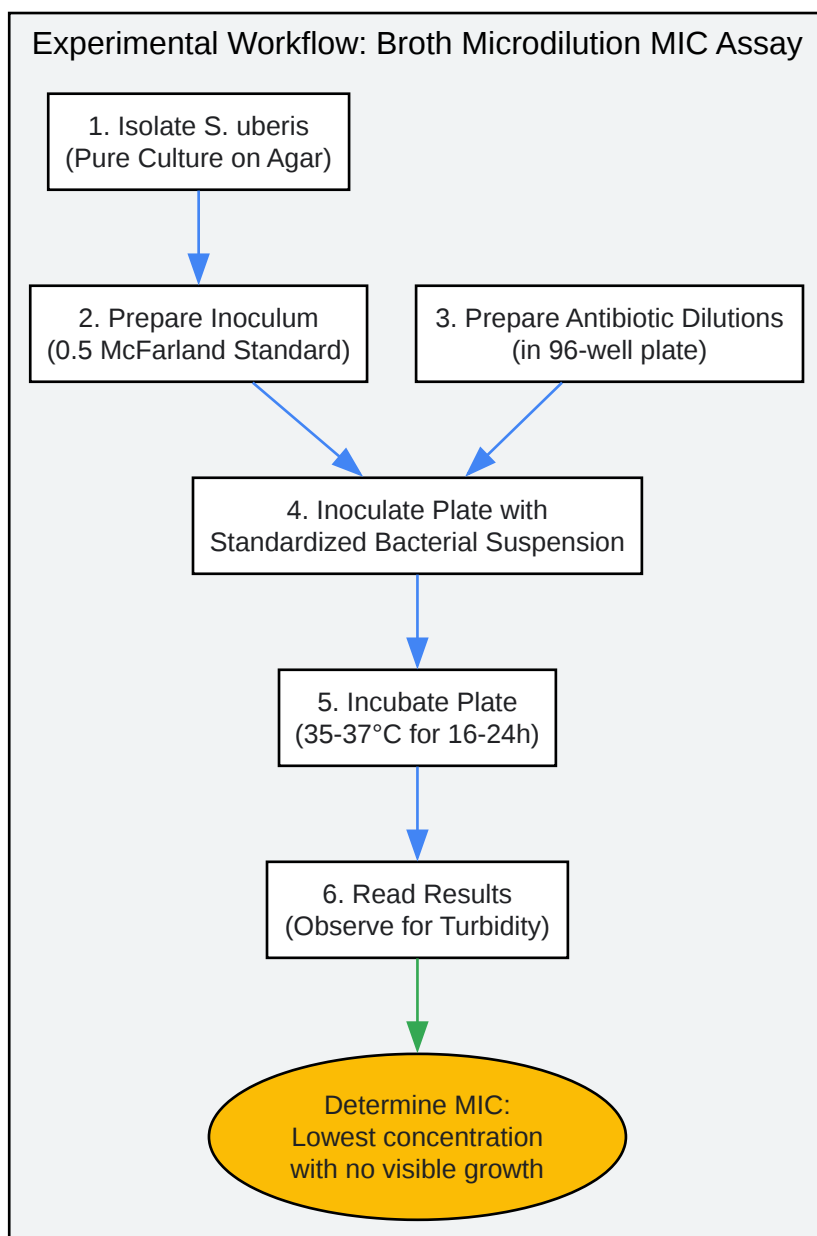 Experimental Workflow: Broth Microdilution MIC Assay
1. Isolate S. uberis
(Pure Culture on Agar)
2. Prepare Inoculum
(0.5 McFarland Standard)
3. Prepare Antibiotic Dilutions
(in 96-well plate)
4. Inoculate Plate with
Standardized Bacterial Suspension
5. Incubate Plate
(35-37°C for 16-24h)
6. Read Results
(Observe for Turbidity)
Determine MIC:
Lowest concentration
with no visible growth